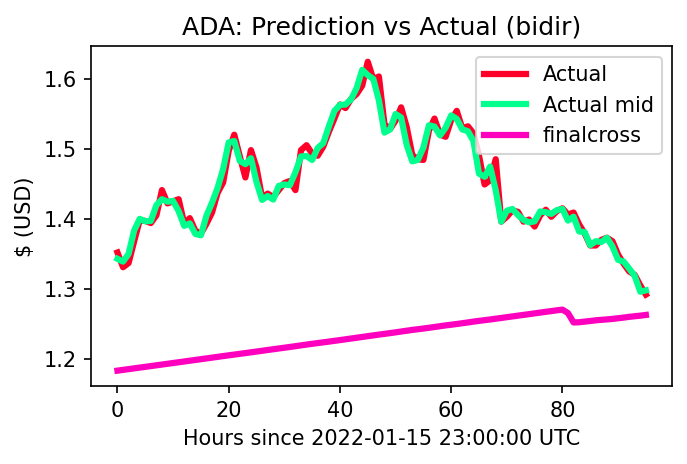 ADA: Prediction vs Actual (bidir)
Actual
Actual mid
finalcross
$ (USD)
1.6
1.5
1.4
1.3
1.2
0 20 40 60 80
Hours since 2022-01-15 23:00:00 UTC